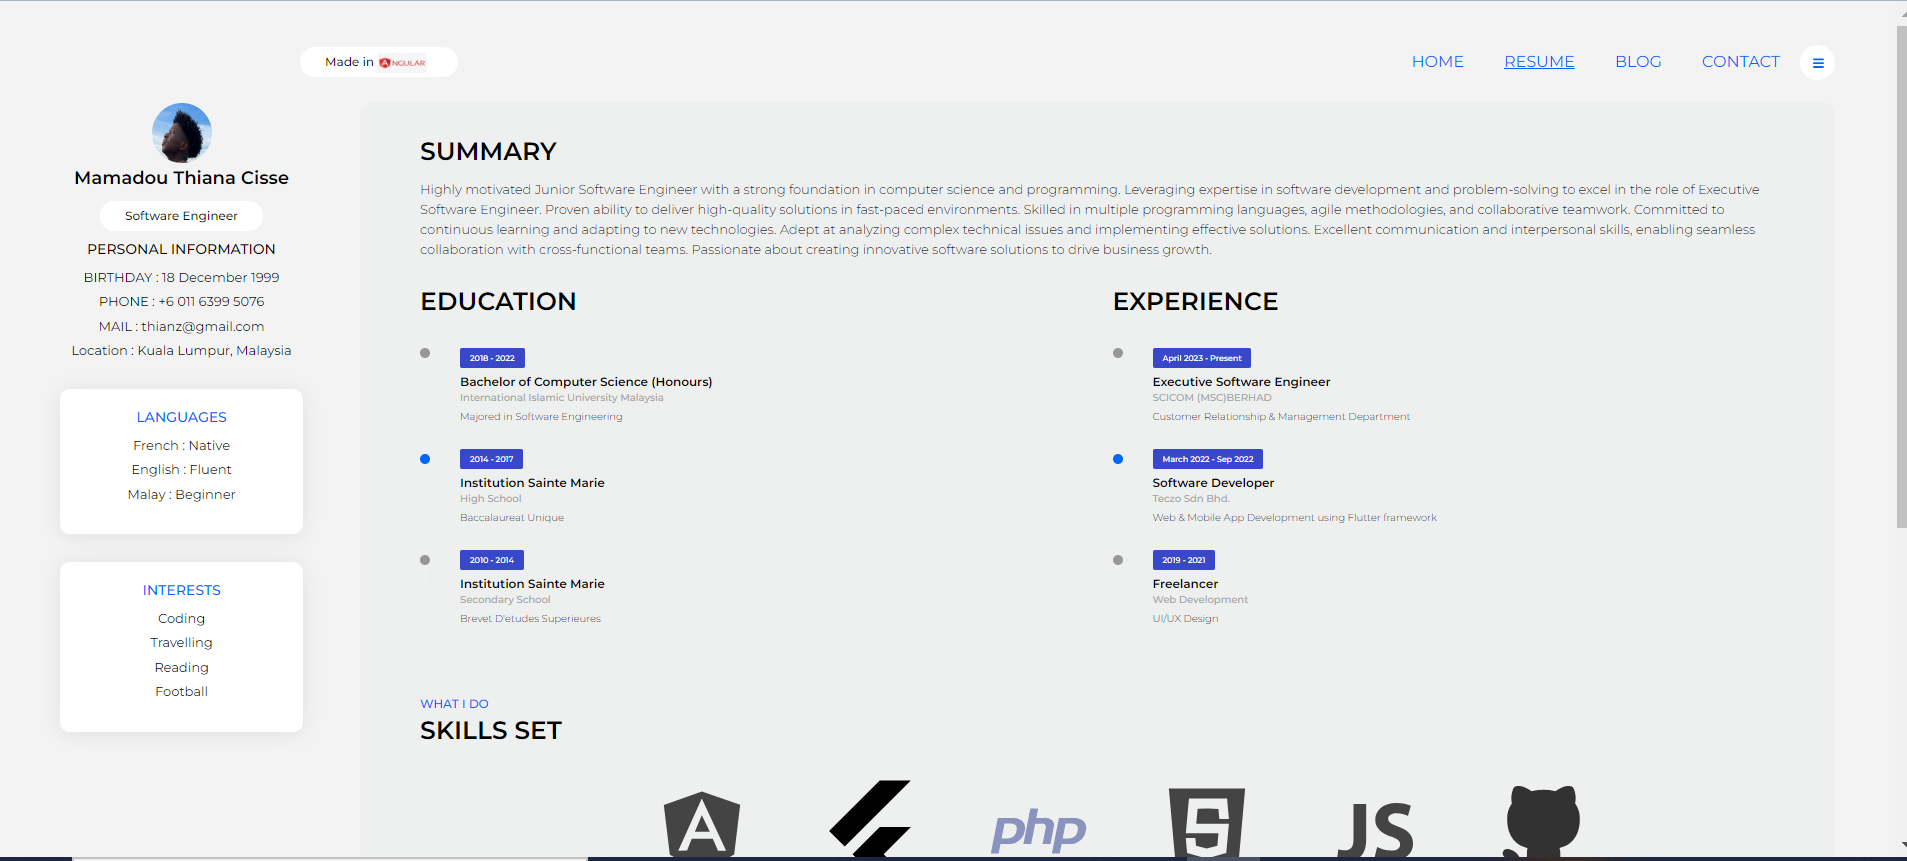 Made in ANGULAR
HOME
RESUME
BLOG
CONTACT
Mamadou Thiana Cisse
Software Engineer
PERSONAL INFORMATION
BIRTHDAY : 18 December 1999
PHONE : +6 011 6399 5076
MAIL : thianz@gmail.com
Location : Kuala Lumpur, Malaysia
LANGUAGES
French : Native
English : Fluent
Malay : Beginner
INTERESTS
Coding
Travelling
Reading
Football
SUMMARY
Highly motivated Junior Software Engineer with a strong foundation in computer science and programming. Leveraging expertise in software development and problem-solving to excel in the role of Executive
Software Engineer. Proven ability to deliver high-quality solutions in fast-paced environments. Skilled in multiple programming languages, agile methodologies, and collaborative teamwork. Committed to
continuous learning and adapting to new technologies. Adept at analyzing complex technical issues and implementing effective solutions. Excellent communication and interpersonal skills, enabling seamless
collaboration with cross-functional teams. Passionate about creating innovative software solutions to drive business growth.
EDUCATION
2018 - 2022
Bachelor of Computer Science (Honours)
International Islamic University Malaysia
Majored in Software Engineering
2014 - 2017
Institution Sainte Marie
High School
Baccalaureat Unique
2010 - 2014
Institution Sainte Marie
Secondary School
Brevet D'etudes Superieures
EXPERIENCE
April 2023 - Present
Executive Software Engineer
SCICOM (MSC)BERHAD
Customer Relationship & Management Department
March 2022 - Sep 2022
Software Developer
Teczo Sdn Bhd.
Web & Mobile App Development using Flutter framework
2019 - 2021
Freelancer
Web Development
UI/UX Design
WHAT I DO
SKILLS SET
A
php
5
JS